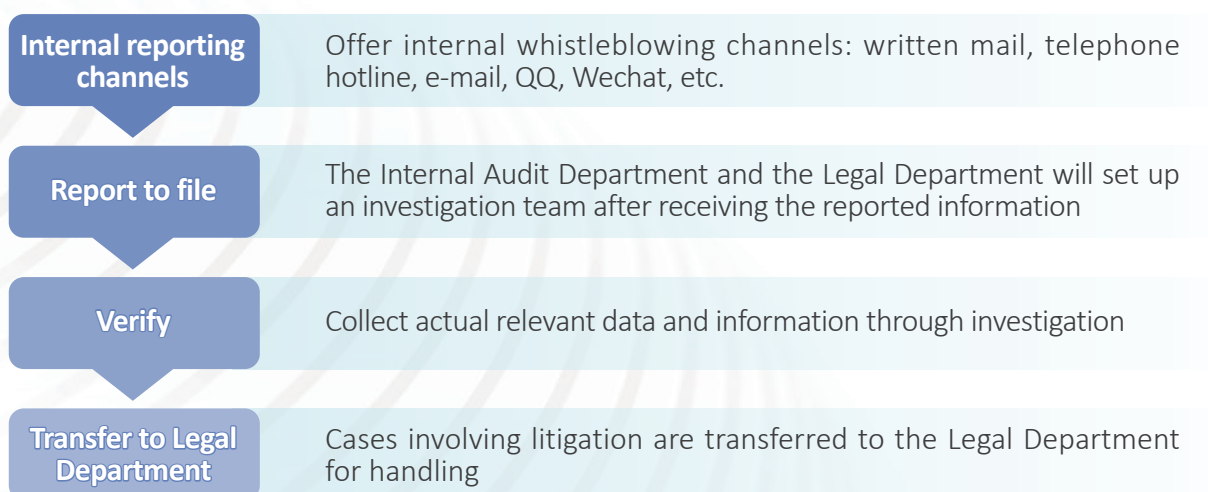 Internal reporting
channels
Offer internal whistleblowing channels: written mail, telephone
hotline, e-mail, QQ, Wechat, etc.
Report to file
The Internal Audit Department and the Legal Department will set up
an investigation team after receiving the reported information
Verify
Collect actual relevant data and information through investigation
Transfer to Legal
Department
Cases involving litigation are transferred to the Legal Department
for handling